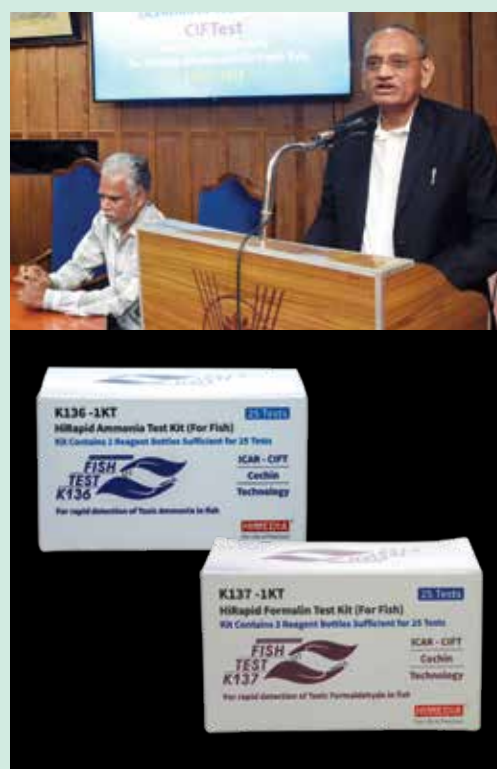 CIFTest
K136 -1KT
25 Tests
HiRapid Ammonia Test Kit (For Fish)
Kit Contains 2 Reagent Bottles Sufficient for 25 Tests
FISH
TEST
K136
ICAR - CIFT
Cochin
Technology
For rapid detection of Toxic Ammonia in fish
HIMEDIA
K137 -1KT
25 Tests
HiRapid Formalin Test Kit (For Fish)
Kit Contains 2 Reagent Bottles Sufficient for 25 Tests
FISH
TEST
K137
ICAR - CIFT
Cochin
Technology
For rapid detection of Toxic Formaldehyde in fish
HIMEDIA